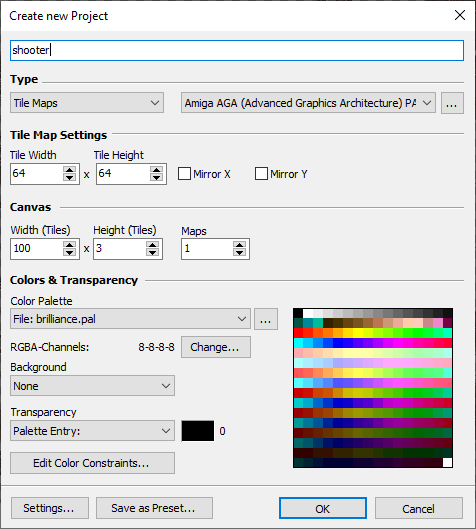 Create new Project
shooter
Type
Tile Maps Amiga AGA (Advanced Graphics Architecture) PA ...
Tile Map Settings
Tile Width Tile Height
64 x 64 Mirror X Mirror Y
Canvas
Width (Tiles) Height (Tiles) Maps
100 x 3 1
Colors & Transparency
Color Palette
File: brilliance.pal ...
RGBA-Channels: 8-8-8-8 Change...
Background
None
Transparency
Palette Entry: 0
Edit Color Constraints...
Settings... Save as Preset... OK Cancel